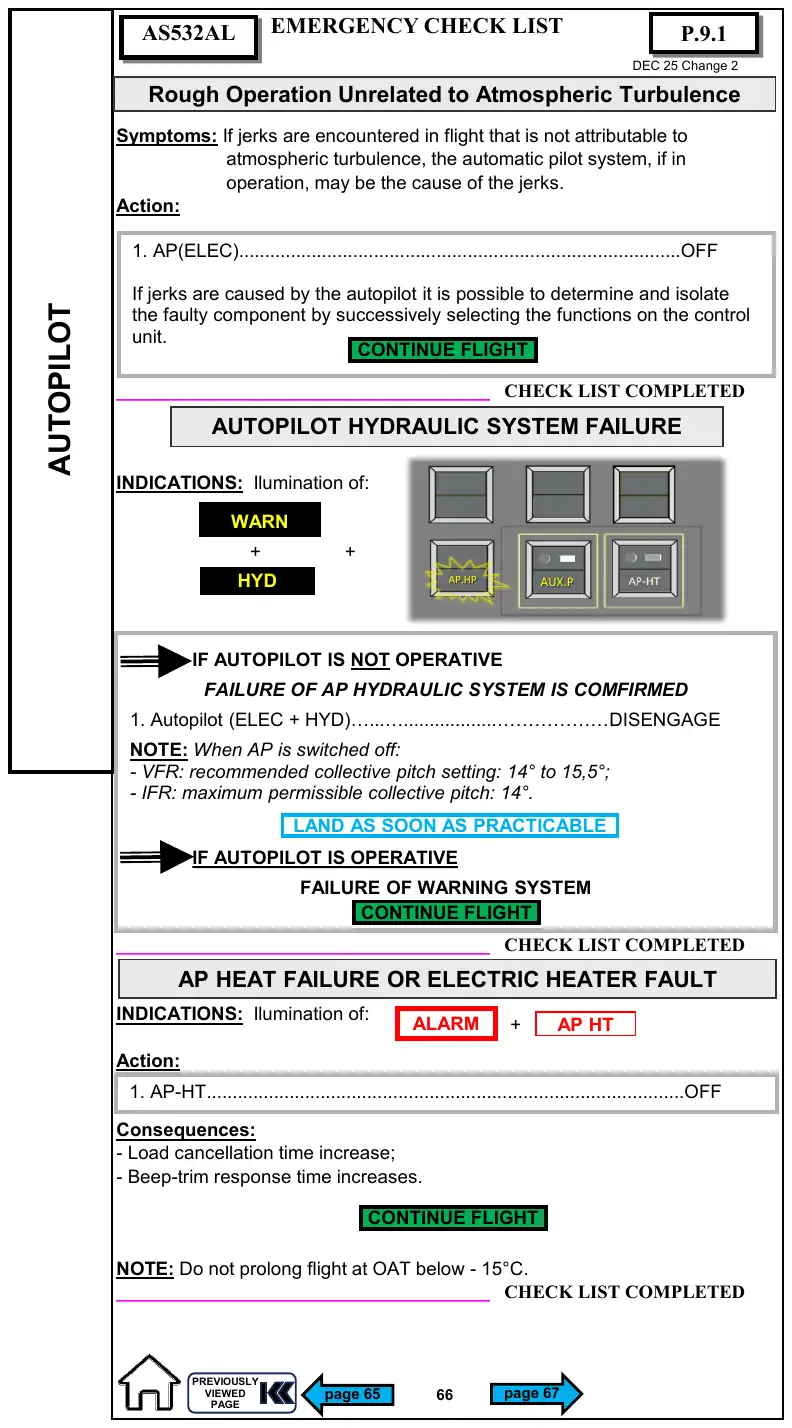 AS532AL
EMERGENCY CHECK LIST
P.9.1
DEC 25 Change 2
AUTOPILOT
Rough Operation Unrelated to Atmospheric Turbulence
Symptoms: If jerks are encountered in flight that is not attributable to
atmospheric turbulence, the automatic pilot system, if in
operation, may be the cause of the jerks.
Action:
1. AP(ELEC).....................................................................................OFF
If jerks are caused by the autopilot it is possible to determine and isolate
the faulty component by successively selecting the functions on the control
unit.
CONTINUE FLIGHT
CHECK LIST COMPLETED
AUTOPILOT HYDRAULIC SYSTEM FAILURE
INDICATIONS: Ilumination of:
WARN
+ +
HYD
AP.HP
AUX.P
AP-HT
IF AUTOPILOT IS NOT OPERATIVE
FAILURE OF AP HYDRAULIC SYSTEM IS COMFIRMED
1. Autopilot (ELEC + HYD)…..…..................………………DISENGAGE
NOTE: When AP is switched off:
- VFR: recommended collective pitch setting: 14° to 15,5°;
- IFR: maximum permissible collective pitch: 14°.
LAND AS SOON AS PRACTICABLE
IF AUTOPILOT IS OPERATIVE
FAILURE OF WARNING SYSTEM
CONTINUE FLIGHT
CHECK LIST COMPLETED
AP HEAT FAILURE OR ELECTRIC HEATER FAULT
INDICATIONS: Ilumination of:
ALARM + AP HT
Action:
1. AP-HT............................................................................................OFF
Consequences:
- Load cancellation time increase;
- Beep-trim response time increases.
CONTINUE FLIGHT
NOTE: Do not prolong flight at OAT below - 15°C.
CHECK LIST COMPLETED
PREVIOUSLY
VIEWED
PAGE
page 65
66
page 67